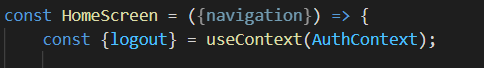 const HomeScreen = ({navigation}) => {
    const {logout} = useContext(AuthContext);